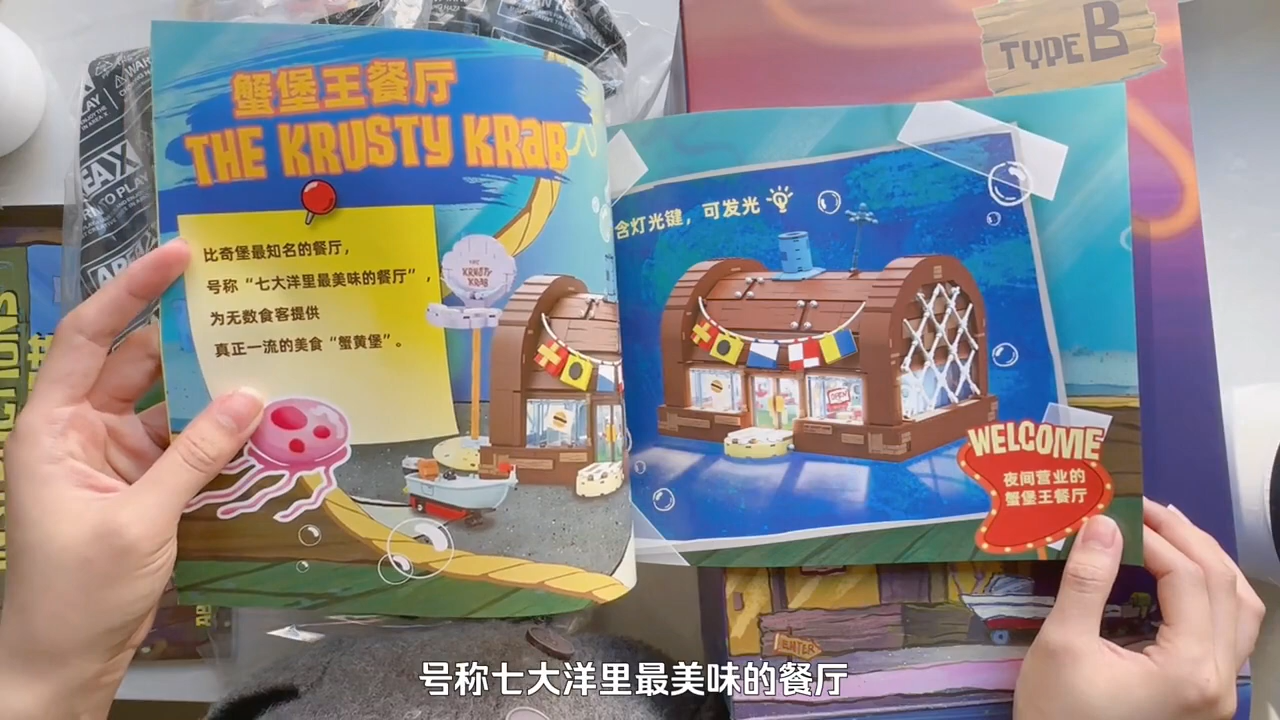 蟹堡王餐厅
THE KRUSTY KRAB
比奇堡最知名的餐厅，
号称“七大洋里最美味的餐厅”，
为无数食客提供
真正一流的美食“蟹黄堡”。
KRUSTY
KRAB
含灯光键，可发光
OPEN
WELCOME
夜间营业的
蟹堡王餐厅
TYPE B
ENTER
号称七大洋里最美味的餐厅